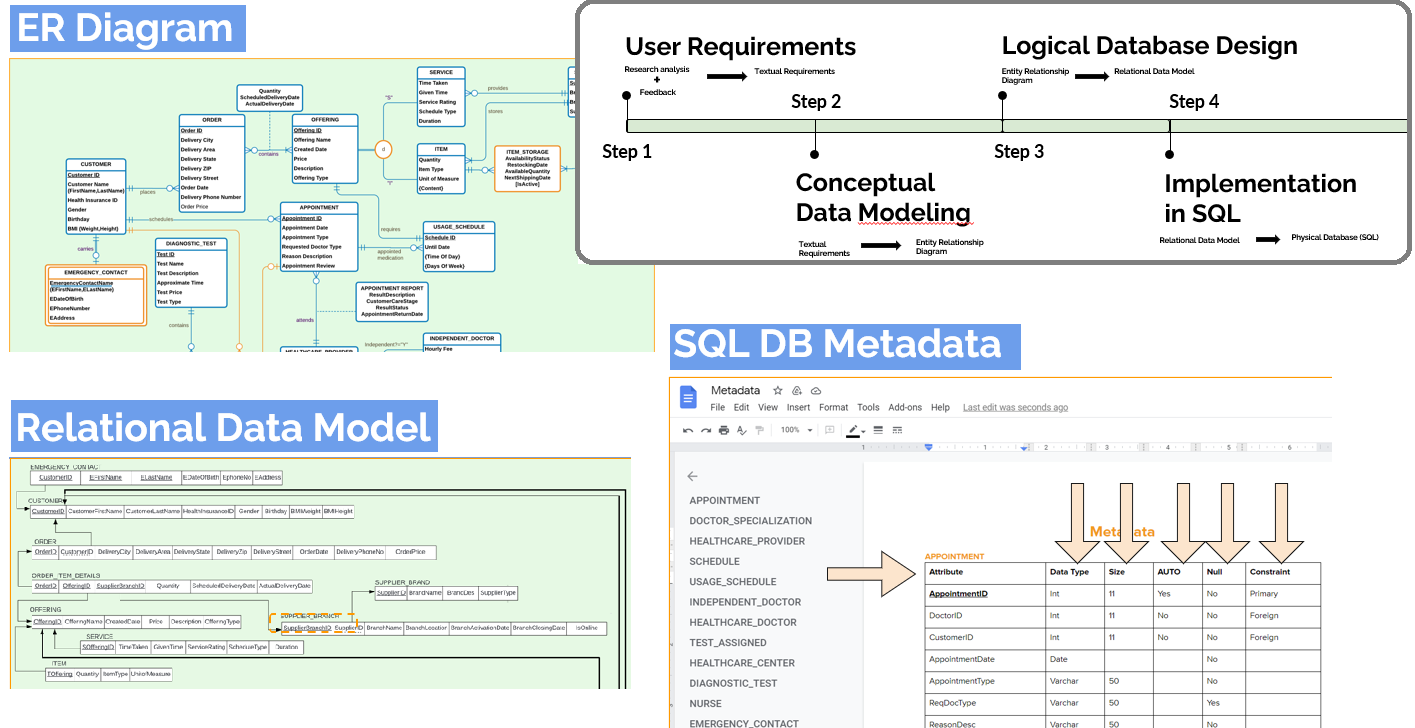 ER Diagram
SERVICE
Time Taken
Given Time
Service Rating
Schedule Type
Duration
provides
stores
"S"
"I"
d
Quantity
ScheduledDeliveryDate
ActualDeliveryDate
contains
ORDER
Order ID
Delivery City
Delivery Area
Delivery State
Delivery ZIP
Delivery Street
Order Date
Delivery Phone Number
Order Price
OFFERING
Offering ID
Offering Name
Created Date
Price
Description
Offering Type
ITEM
Quantity
Item Type
Unit of Measure
{Content}
ITEM_STORAGE
AvailabilityStatus
RestockingDate
AvailableQuantity
NextShippingDate
[IsActive]
CUSTOMER
Customer ID
Customer Name
(FirstName,LastName)
Health Insurance ID
Gender
Birthday
BMI (Weight,Height)
places
schedules
carries
APPOINTMENT
Appointment ID
Appointment Date
Appointment Type
Requested Doctor Type
Reason Description
Appointment Review
requires
appointed
medication
USAGE_SCHEDULE
Schedule ID
Until Date
{Time Of Day}
{Days Of Week}
DIAGNOSTIC_TEST
Test ID
Test Name
Test Description
Approximate Time
Test Price
Test Type
contains
EMERGENCY_CONTACT
EmergencyContactName
(EFirstName,ELastName)
EDateOfBirth
EPhoneNumber
EAddress
APPOINTMENT REPORT
ResultDescription
CustomerCareStage
ResultStatus
AppointmentReturnDate
attends
Independent?="Y"
INDEPENDENT_DOCTOR
Hourly Fee
HEALTHCARE_PROVIDER
User Requirements
Research analysis
+
Feedback
Textual Requirements
Logical Database Design
Entity Relationship
Diagram
Relational Data Model
Step 2
Step 4
Step 1
Step 3
Conceptual
Data Modeling
Textual
Requirements
Entity Relationship
Diagram
Implementation
in SQL
Relational Data Model
Physical Database (SQL)
Relational Data Model
EMERGENCY_CONTACT
CustomerID EFirstName ELastName EDateOfBirth EphoneNo EAddress
CUSTOMER
CustomerID CustomerFirstName CustomerLastName HealthInsuranceID Gender Birthday BMIWeight BMIHeight
ORDER
OrderID CustomerID DeliveryCity DeliveryArea DeliveryState DeliveryZip DeliveryStreet OrderDate DeliveryPhoneNo OrderPrice
ORDER_ITEM_DETAILS
OrderID OfferingID SupplierBranchID Quantity ScheduledDeliveryDate ActualDeliveryDate
SUPPLIER_BRAND
SupplierID BrandName BrandDes SupplierType
OFFERING
OfferingID OfferingName CreatedDate Price Description OfferingType
SUPPLIER_BRANCH
SupplierBranchID SupplierID BranchName BranchLocation BranchActivationDate BranchClosingDate IsOnline
SERVICE
SOfferingID TimeTaken GivenTime ServiceRating ScheduleType Duration
ITEM
Quantity ItemType UnitofMeasure
SQL DB Metadata
Metadata
File Edit View Insert Format Tools Add-ons Help Last edit was seconds ago
100%
1 1 2 3 4 5 6
APPOINTMENT
DOCTOR_SPECIALIZATION
HEALTHCARE_PROVIDER
SCHEDULE
USAGE_SCHEDULE
INDEPENDENT_DOCTOR
HEALTHCARE_DOCTOR
TEST_ASSIGNED
HEALTHCARE_CENTER
DIAGNOSTIC_TEST
NURSE
EMERGENCY_CONTACT
Metadata
APPOINTMENT
Attribute Data Type Size AUTO Null Constraint
AppointmentID Int 11 Yes No Primary
DoctorID Int 11 No No Foreign
CustomerID Int 11 No No Foreign
AppointmentDate Date No
AppointmentType Varchar 50 No
ReqDocType Varchar 50 Yes
ReasonDesc Varchar 50 No